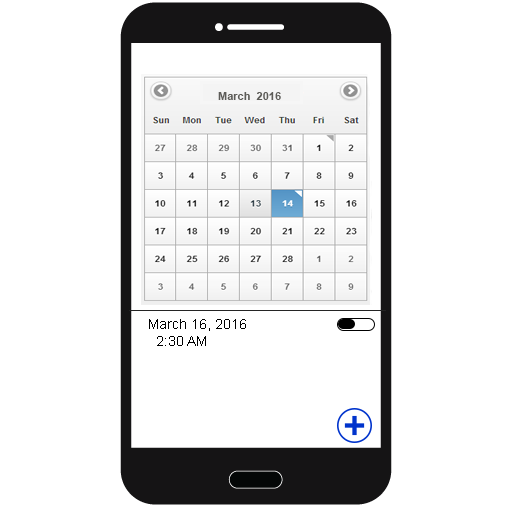 March 2016
Sun Mon Tue Wed Thu Fri Sat
27 28 29 30 31 1 2
3 4 5 6 7 8 9
10 11 12 13 14 15 16
17 18 19 20 21 22 23
24 25 26 27 28 1 2
3 4 5 6 7 8 9
March 16, 2016
2:30 AM